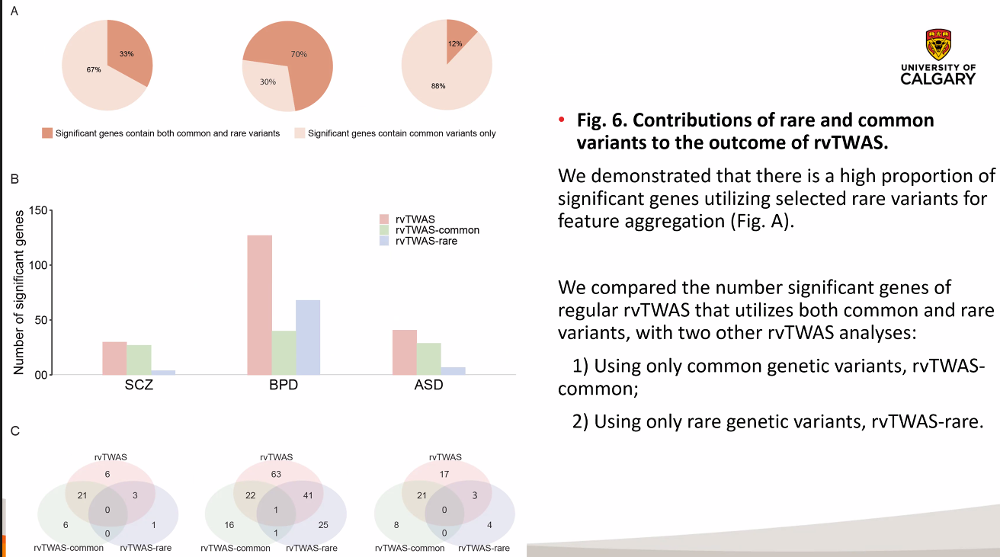 A
33%
67%
70%
30%
12%
88%
Significant genes contain both common and rare variants
Significant genes contain common variants only
B
Number of significant genes
150
100
50
00
rvTWAS
rvTWAS-common
rvTWAS-rare
SCZ
BPD
ASD
C
rvTWAS
6
21
3
0
6
1
0
rvTWAS-common
rvTWAS-rare
rvTWAS
63
22
41
1
16
25
1
rvTWAS-common
rvTWAS-rare
rvTWAS
17
21
3
0
8
4
0
rvTWAS-common
rvTWAS-rare
UNIVERSITY OF
CALGARY
• Fig. 6. Contributions of rare and common
variants to the outcome of rvTWAS.
We demonstrated that there is a high proportion of
significant genes utilizing selected rare variants for
feature aggregation (Fig. A).
We compared the number significant genes of
regular rvTWAS that utilizes both common and rare
variants, with two other rvTWAS analyses:
1) Using only common genetic variants, rvTWAS-
common;
2) Using only rare genetic variants, rvTWAS-rare.